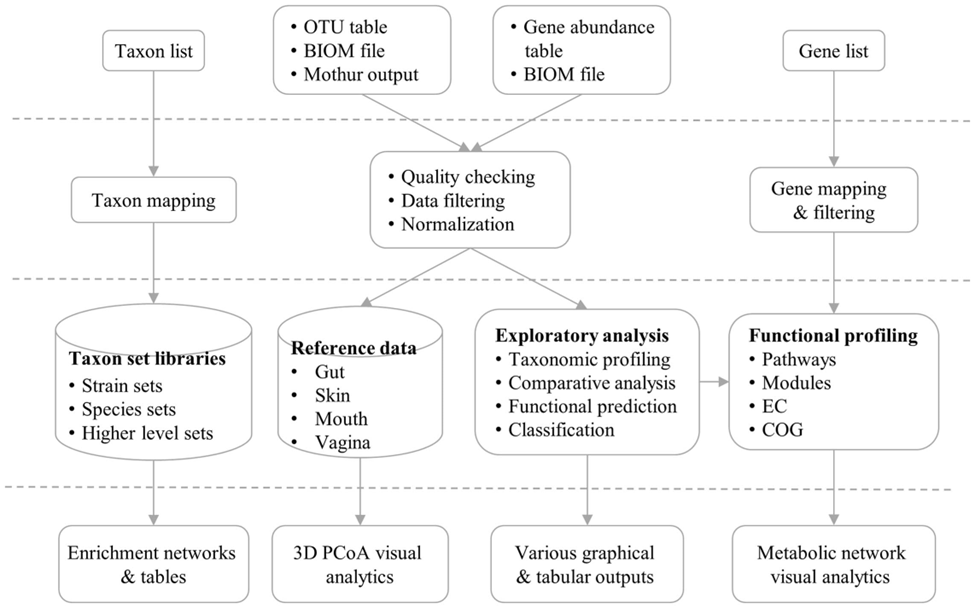 Taxon list
• OTU table
• BIOM file
• Mothur output
• Gene abundance
table
• BIOM file
Gene list
Taxon mapping
• Quality checking
• Data filtering
• Normalization
Gene mapping
& filtering
Taxon set libraries
• Strain sets
• Species sets
• Higher level sets
Reference data
• Gut
• Skin
• Mouth
• Vagina
Exploratory analysis
• Taxonomic profiling
• Comparative analysis
• Functional prediction
• Classification
Functional profiling
• Pathways
• Modules
• EC
• COG
Enrichment networks
& tables
3D PCoA visual
analytics
Various graphical
& tabular outputs
Metabolic network
visual analytics